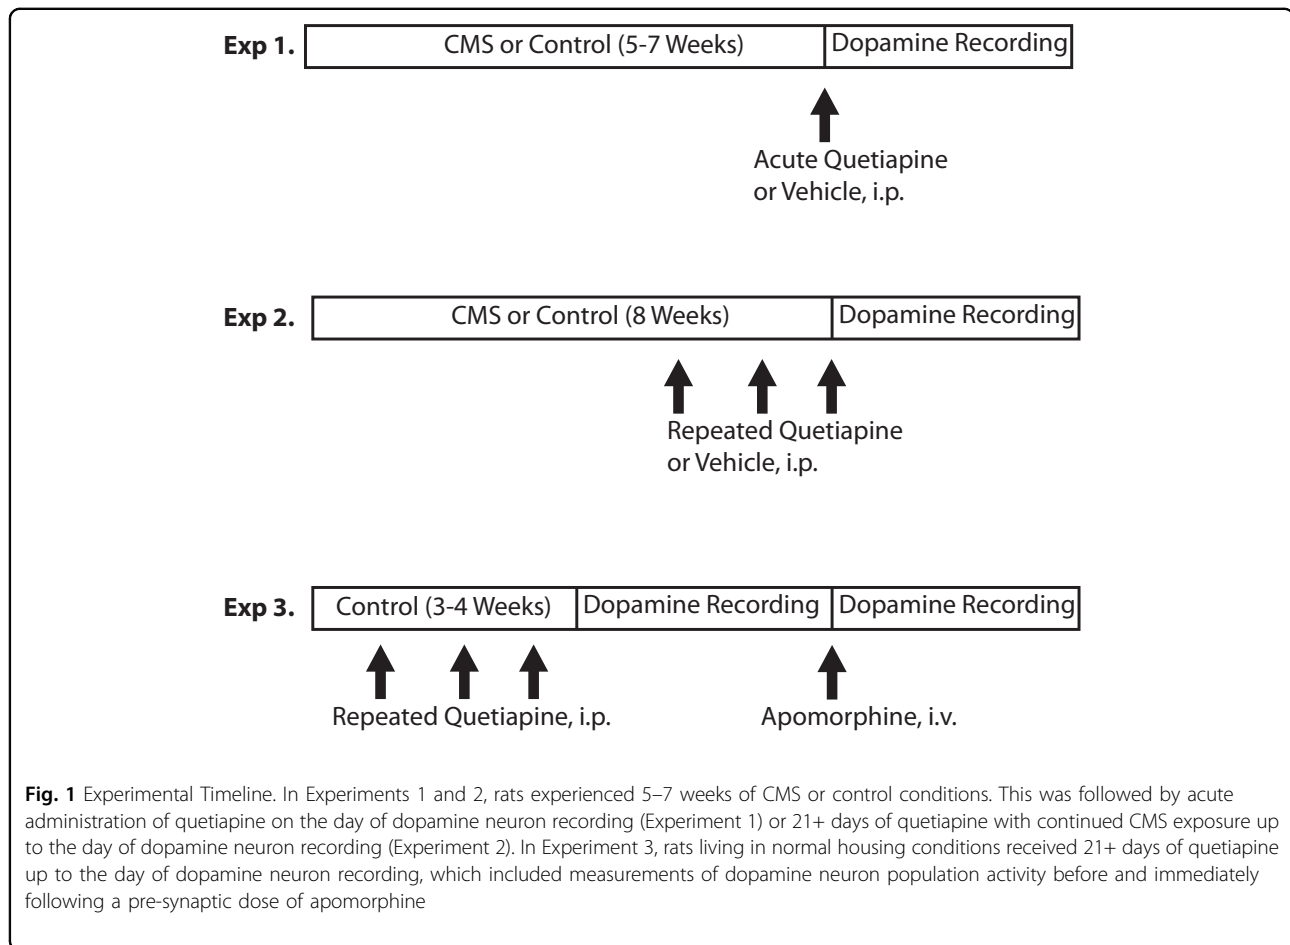 Exp 1. CMS or Control (5-7 Weeks) Dopamine Recording
Acute Quetiapine
or Vehicle, i.p.
Exp 2. CMS or Control (8 Weeks) Dopamine Recording
Repeated Quetiapine
or Vehicle, i.p.
Exp 3. Control (3-4 Weeks) Dopamine Recording Dopamine Recording
Repeated Quetiapine, i.p. Apomorphine, i.v.
Fig. 1 Experimental Timeline. In Experiments 1 and 2, rats experienced 5–7 weeks of CMS or control conditions. This was followed by acute
administration of quetiapine on the day of dopamine neuron recording (Experiment 1) or 21+ days of quetiapine with continued CMS exposure up
to the day of dopamine neuron recording (Experiment 2). In Experiment 3, rats living in normal housing conditions received 21+ days of quetiapine
up to the day of dopamine neuron recording, which included measurements of dopamine neuron population activity before and immediately
following a pre-synaptic dose of apomorphine